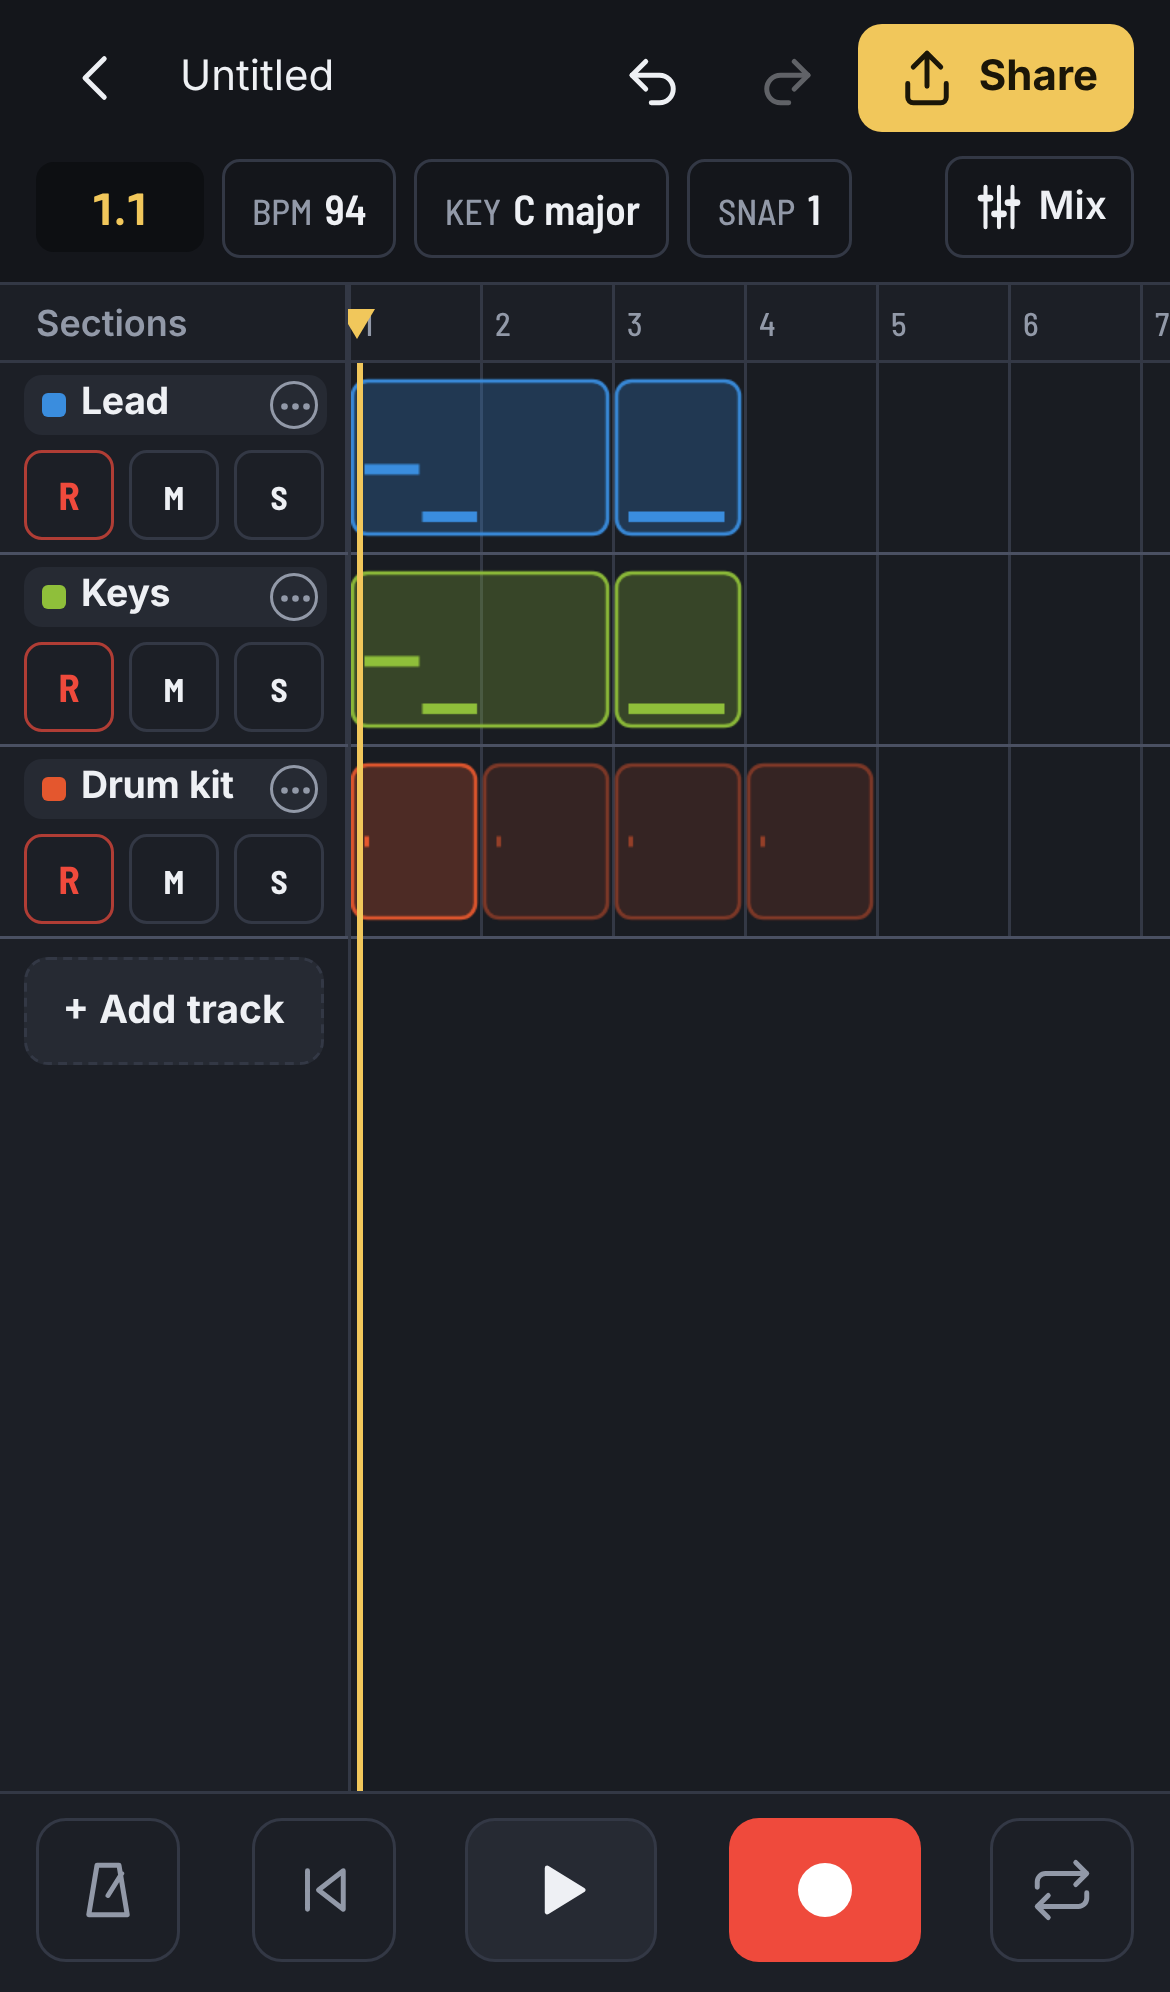 Untitled
Share
1.1
BPM 94
KEY C major
SNAP 1
Mix
Sections
1 2 3 4 5 6 7
Lead
R M S
Keys
R M S
Drum kit
R M S
+ Add track